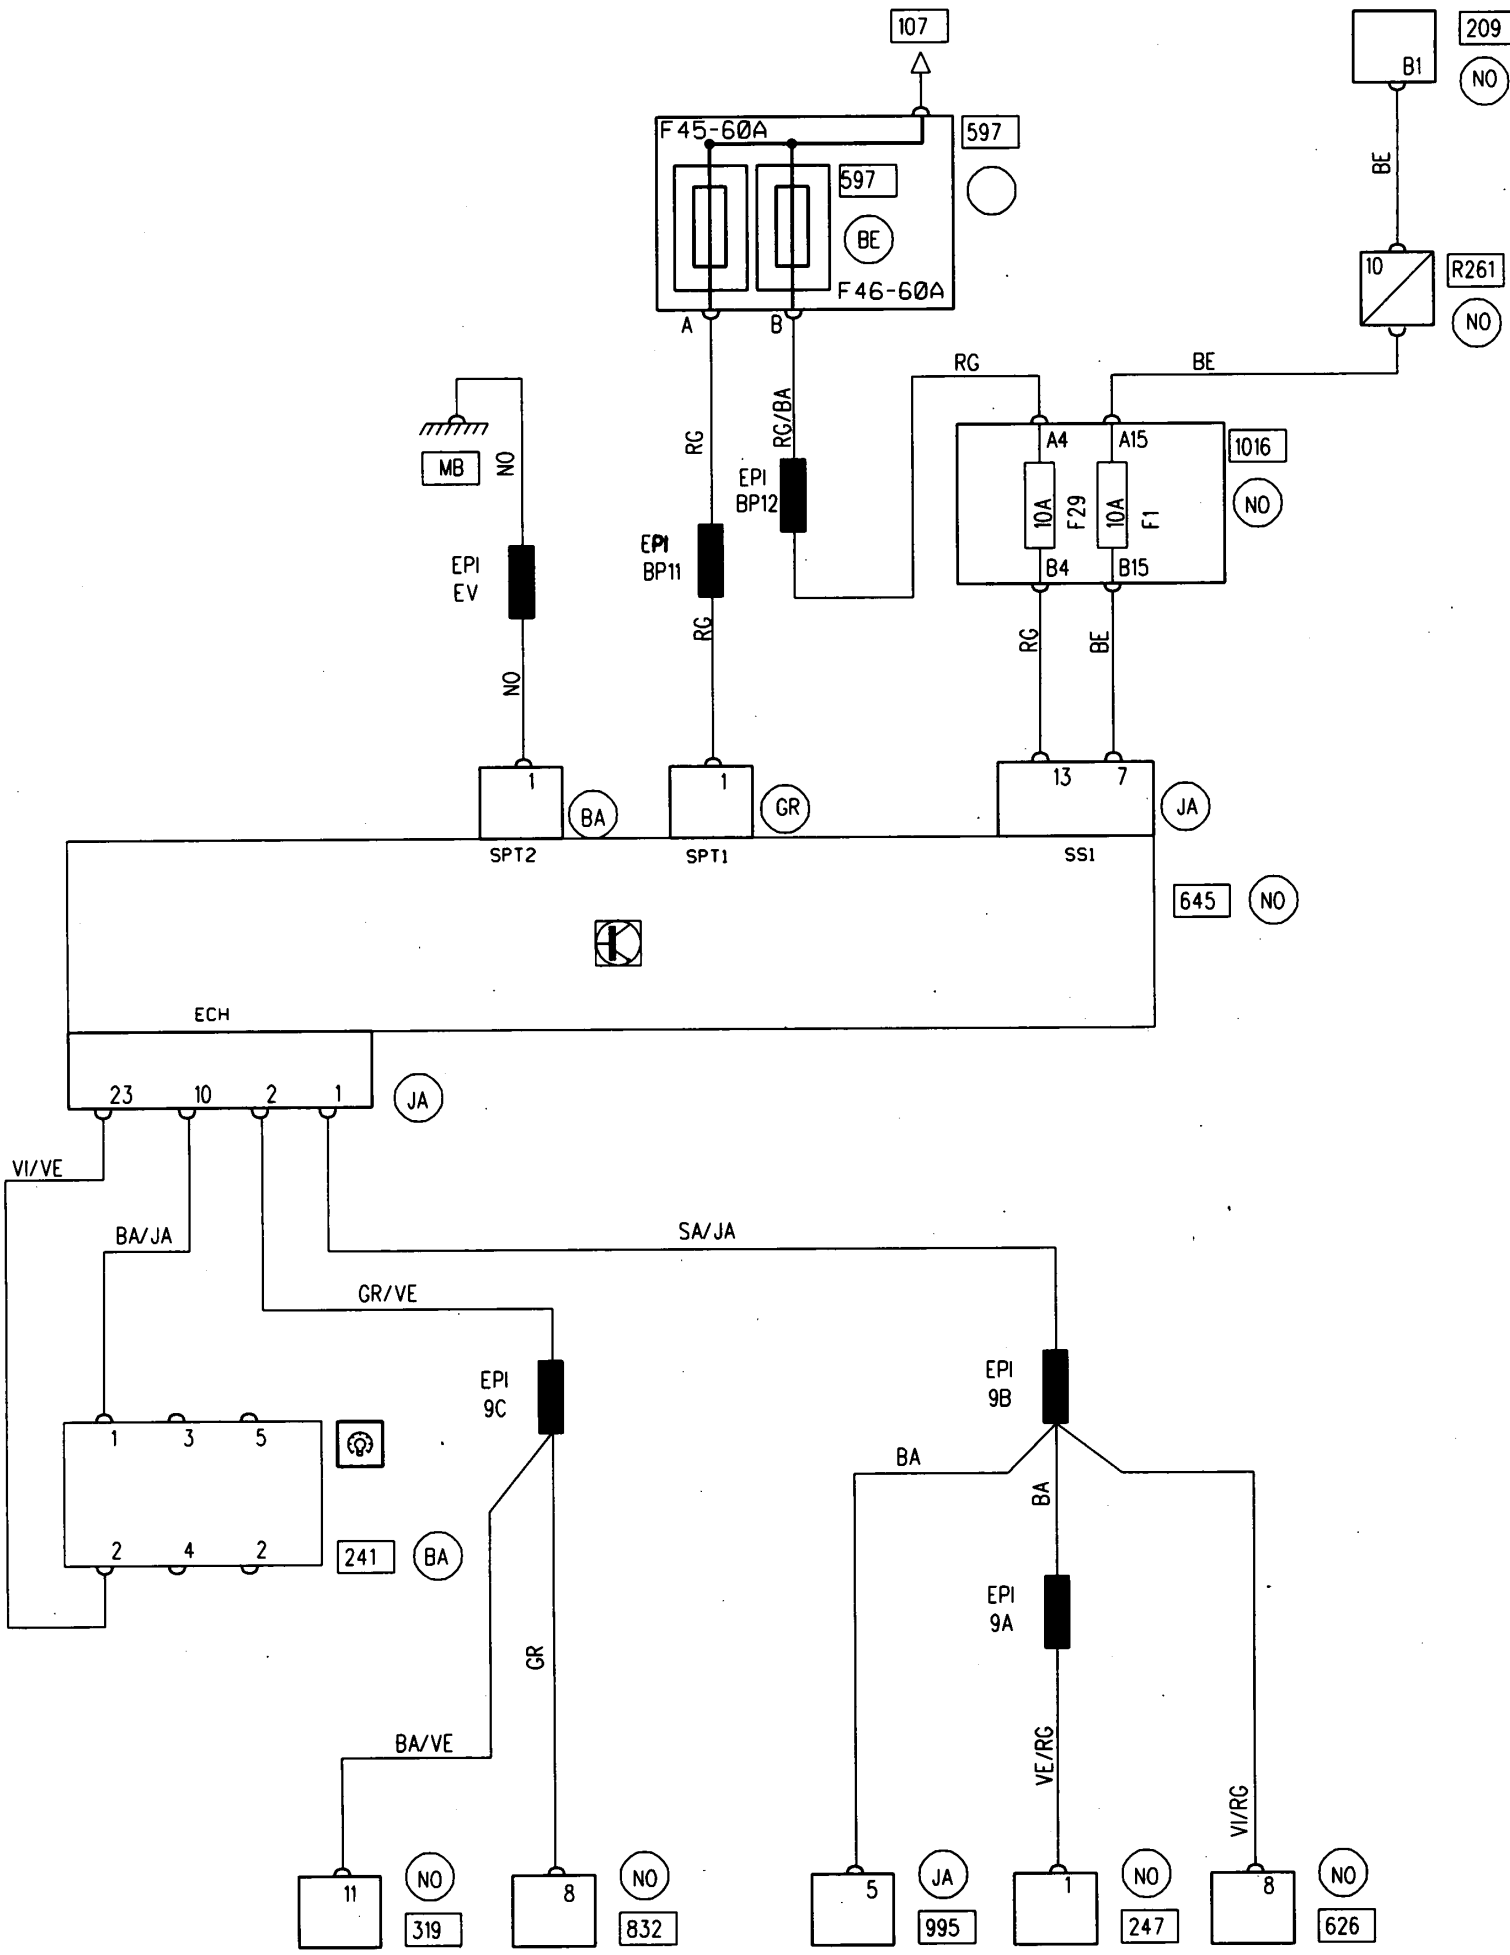 107
209
B1
NO
F45-60A
597
597
BE
F46-60A
BE
10
R261
NO
A
B
RG
BE
RG
RG/BA
A4
A15
1016
MB
NO
EPI
BP12
10A
F29
10A
F1
NO
EPI
BP11
EPI
EV
B4
B15
RG
RG
BE
NO
1
BA
1
GR
13
7
JA
SPT2
SPT1
SS1
645
NO
ECH
23
10
2
1
JA
VI/VE
BA/JA
SA/JA
GR/VE
EPI
9C
EPI
9B
1
3
5
BA
BA
2
4
2
241
BA
EPI
9A
GR
BA/VE
VE/RG
VI/RG
11
NO
319
8
NO
832
5
JA
995
1
NO
247
8
NO
626